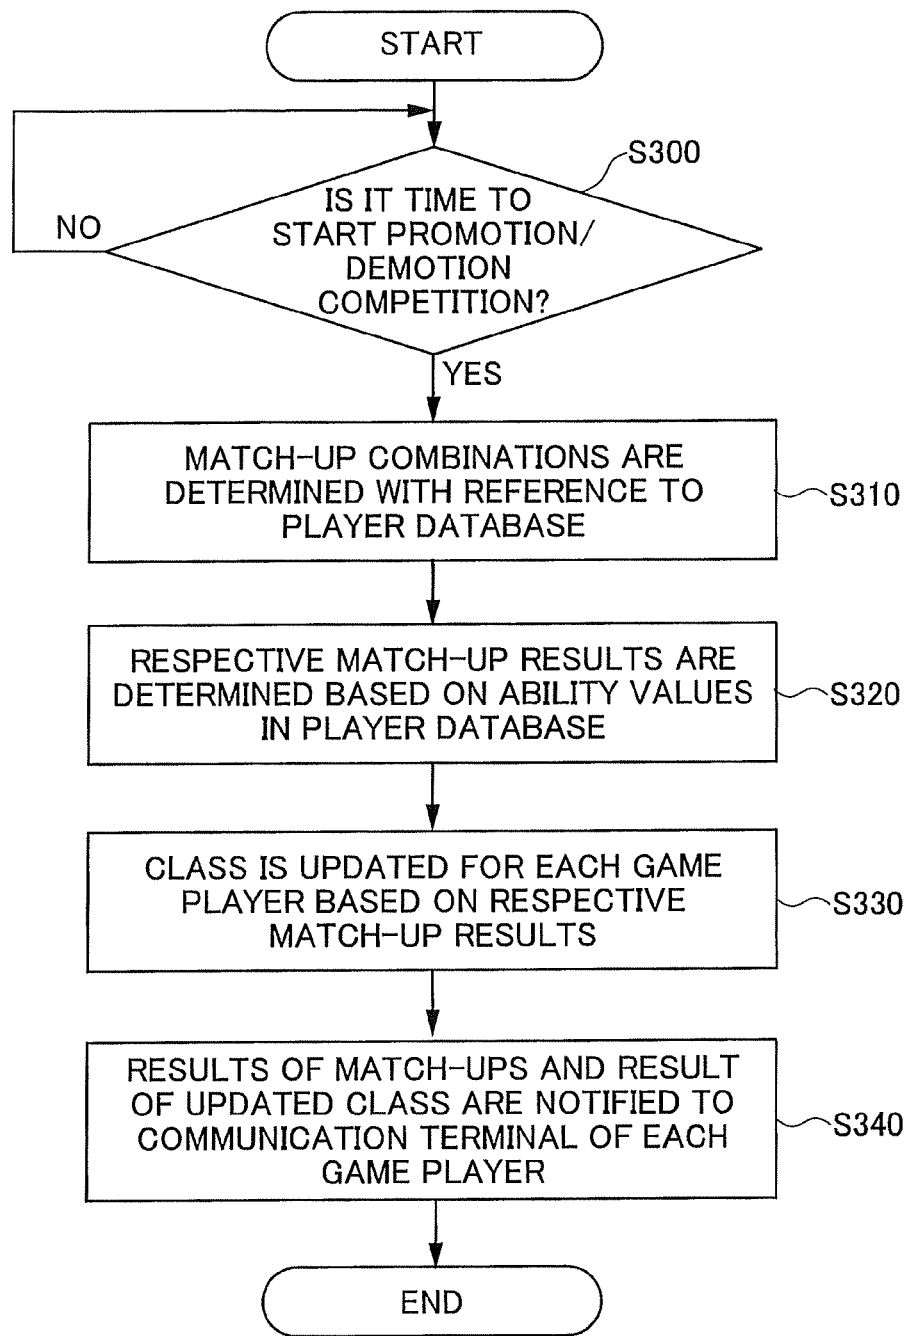 START
S300
IS IT TIME TO
START PROMOTION/
DEMOTION
COMPETITION?
NO
YES
MATCH-UP COMBINATIONS ARE
DETERMINED WITH REFERENCE TO
PLAYER DATABASE
S310
RESPECTIVE MATCH-UP RESULTS ARE
DETERMINED BASED ON ABILITY VALUES
IN PLAYER DATABASE
S320
CLASS IS UPDATED FOR EACH GAME
PLAYER BASED ON RESPECTIVE
MATCH-UP RESULTS
S330
RESULTS OF MATCH-UPS AND RESULT
OF UPDATED CLASS ARE NOTIFIED TO
COMMUNICATION TERMINAL OF EACH
GAME PLAYER
S340
END